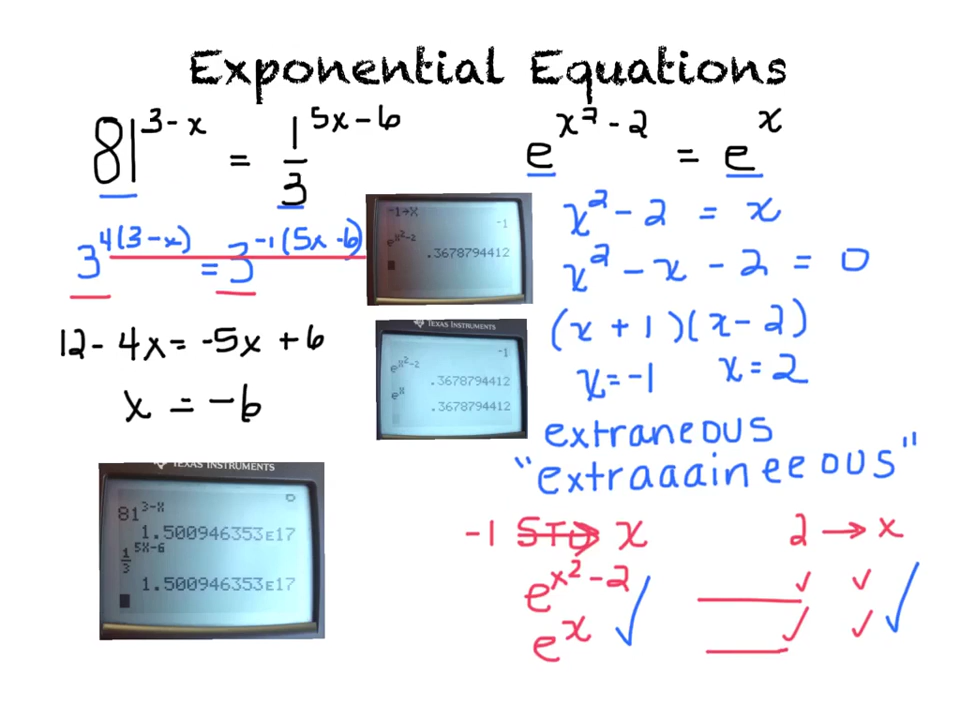 Exponential Equations
81^(3-x) = 1/3^(5x-6)
3^(4(3-x)) = 3^(-1(5x-6))
12-4x = -5x+6
x = -6
TEXAS INSTRUMENTS
0
81^(3-X)
1.500946353E17
1/3^(5X-6)
1.500946353E17
-1→X
-1
e^(X²-2)
.3678794412
TEXAS INSTRUMENTS
-1
e^(X²-2)
.3678794412
e^X
.3678794412
e^(x²-2) = e^x
x²-2 = x
x²-x-2 = 0
(x+1)(x-2)
x=-1 x=2
extraneous
"extraaaineeous"
-1 STO→ x 2→x
e^(x²-2) ✓ ✓
e^x ✓ ✓ ✓ ✓